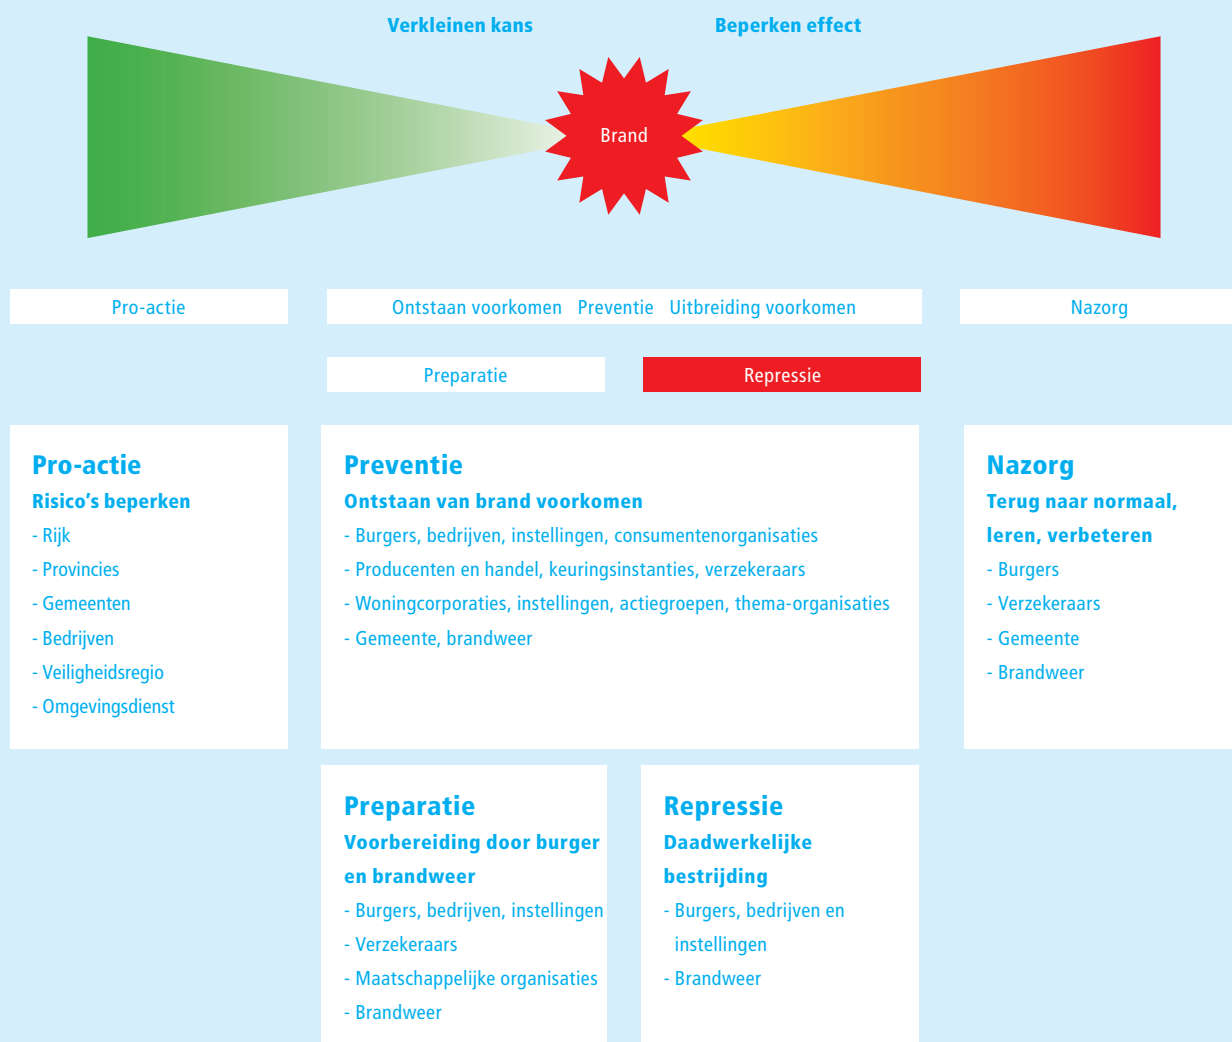 Verkleinen kans
Beperken effect
Brand
Pro-actie
Ontstaan voorkomen Preventie Uitbreiding voorkomen
Nazorg
Preparatie
Repressie
Pro-actie
Risico's beperken
- Rijk
- Provincies
- Gemeenten
- Bedrijven
- Veiligheidsregio
- Omgevingsdienst
Preventie
Ontstaan van brand voorkomen
- Burgers, bedrijven, instellingen, consumentenorganisaties
- Producenten en handel, keuringsinstanties, verzekeraars
- Woningcorporaties, instellingen, actiegroepen, thema-organisaties
- Gemeente, brandweer
Nazorg
Terug naar normaal,
leren, verbeteren
- Burgers
- Verzekeraars
- Gemeente
- Brandweer
Preparatie
Voorbereiding door burger
en brandweer
- Burgers, bedrijven, instellingen
- Verzekeraars
- Maatschappelijke organisaties
- Brandweer
Repressie
Daadwerkelijke
bestrijding
- Burgers, bedrijven en
instellingen
- Brandweer